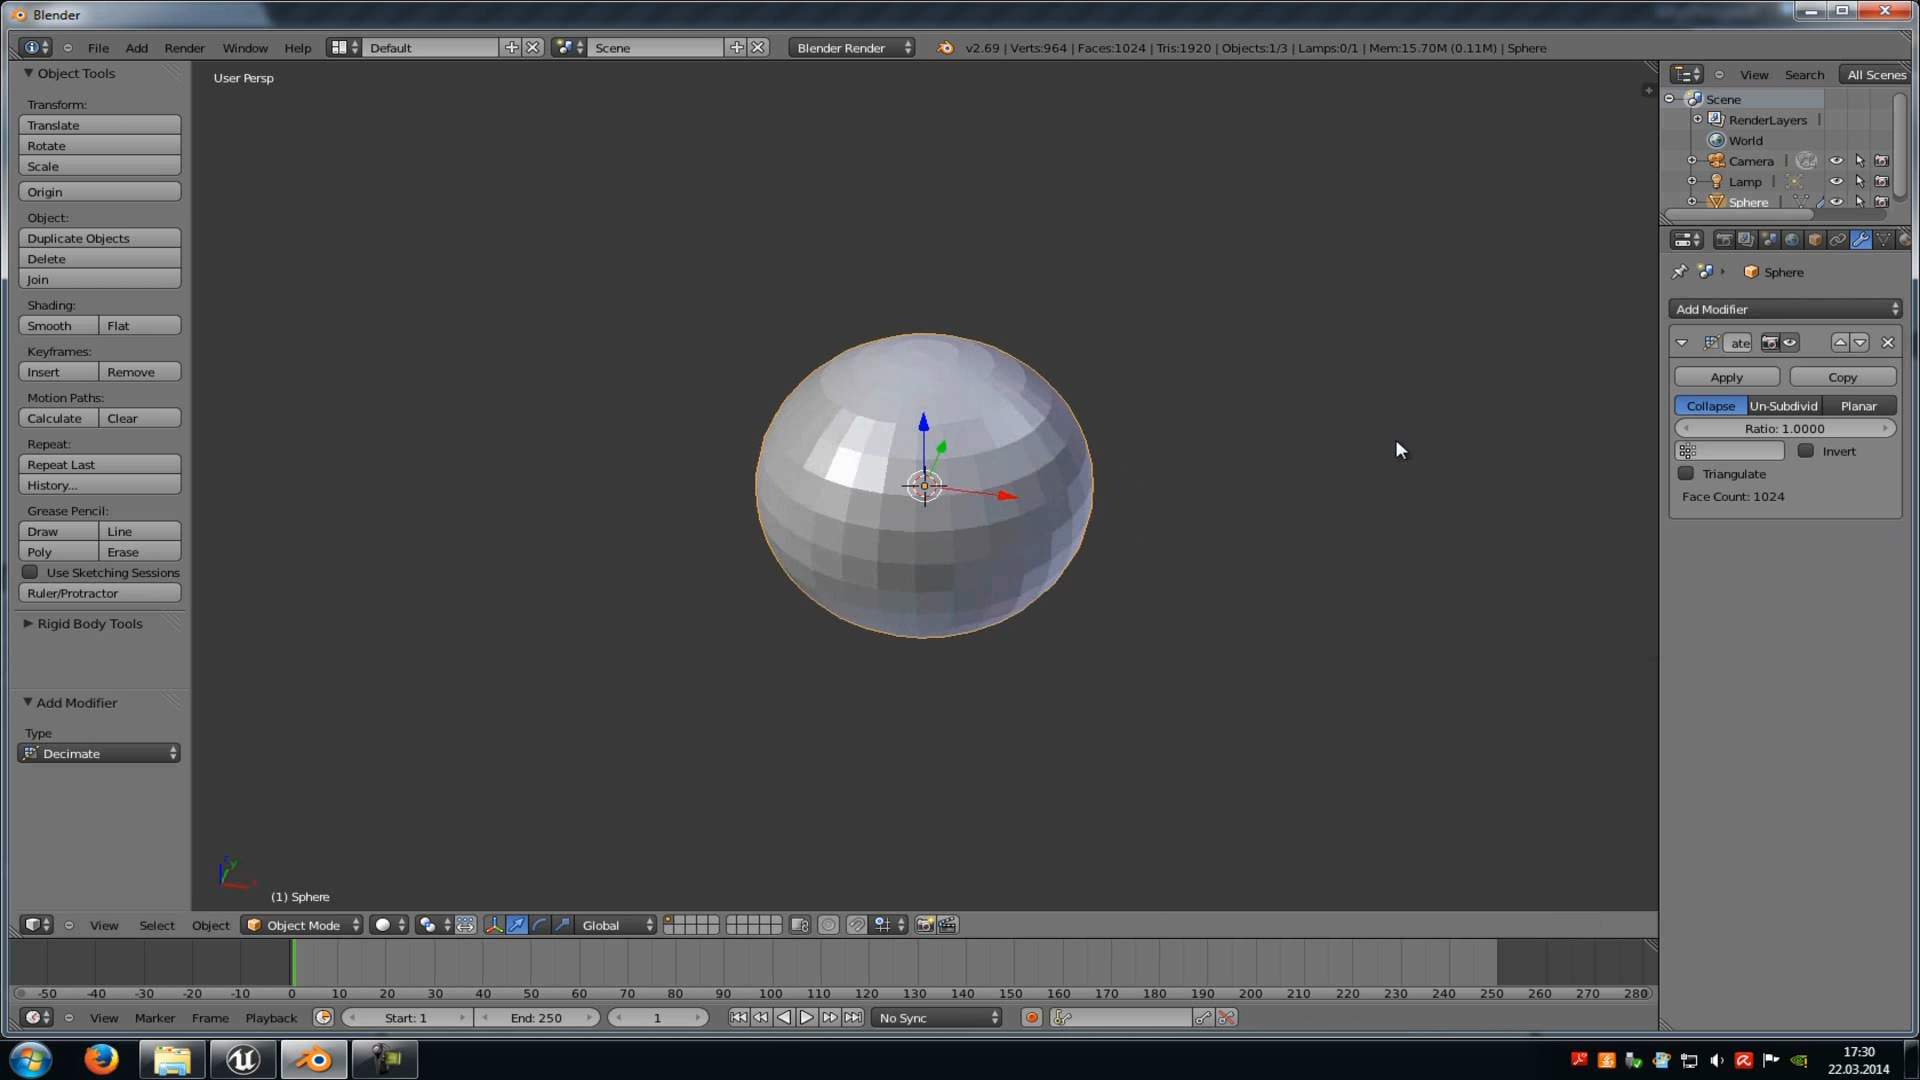 Blender
File Add Render Window Help Default Scene Blender Render v2.69 | Verts:964 | Faces:1024 | Tris:1920 | Objects:1/3 | Lamps:0/1 | Mem:15.70M (0.11M) | Sphere
Object Tools
Transform:
Translate
Rotate
Scale
Origin
Object:
Duplicate Objects
Delete
Join
Shading:
Smooth Flat
Keyframes:
Insert Remove
Motion Paths:
Calculate Clear
Repeat:
Repeat Last
History...
Grease Pencil:
Draw Line
Poly Erase
Use Sketching Sessions
Ruler/Protractor
Rigid Body Tools
Add Modifier
Type
Decimate
User Persp
(1) Sphere
View Search All Scenes
Scene
RenderLayers |
World
Camera |
Lamp |
Sphere |
Sphere
Add Modifier
ate
Apply Copy
Collapse Un-Subdivid Planar
Ratio: 1.0000
Invert
Triangulate
Face Count: 1024
View Select Object Object Mode Global
-50 -40 -30 -20 -10 0 10 20 30 40 50 60 70 80 90 100 110 120 130 140 150 160 170 180 190 200 210 220 230 240 250 260 270 280
View Marker Frame Playback Start: 1 End: 250 1 No Sync
17:30
22.03.2014